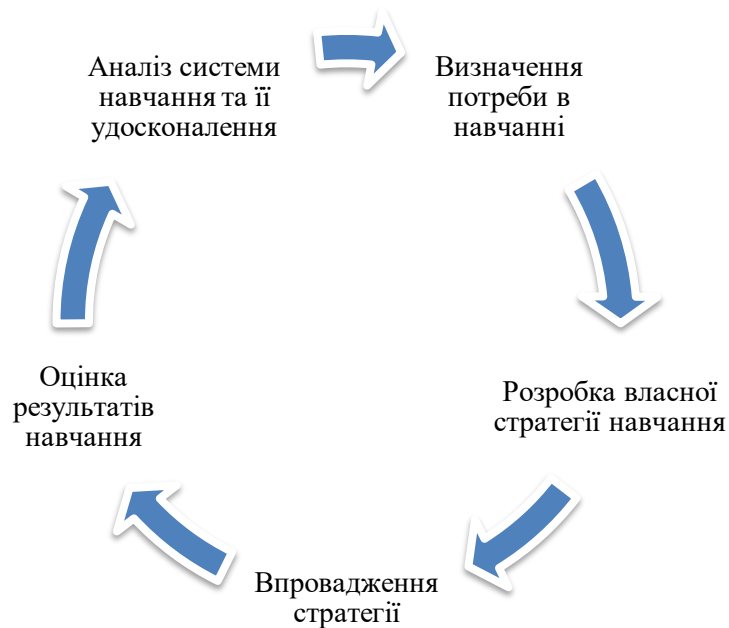 Аналіз системи
навчання та її
удосконалення
Визначення
потреби в
навчанні
Розробка власної
стратегії навчання
Впровадження
стратегії
Оцінка
результатів
навчання